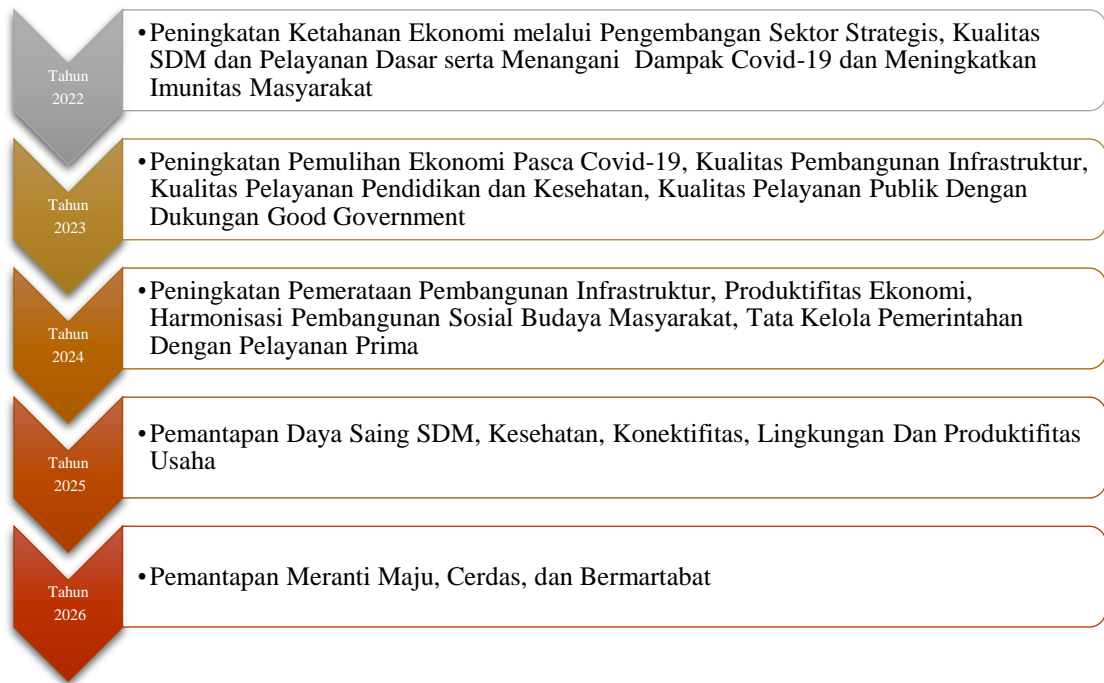 Tahun
2022
•Peningkatan Ketahanan Ekonomi melalui Pengembangan Sektor Strategis, Kualitas
SDM dan Pelayanan Dasar serta Menangani Dampak Covid-19 dan Meningkatkan
Imunitas Masyarakat
Tahun
2023
•Peningkatan Pemulihan Ekonomi Pasca Covid-19, Kualitas Pembangunan Infrastruktur,
Kualitas Pelayanan Pendidikan dan Kesehatan, Kualitas Pelayanan Publik Dengan
Dukungan Good Government
Tahun
2024
•Peningkatan Pemerataan Pembangunan Infrastruktur, Produktifitas Ekonomi,
Harmonisasi Pembangunan Sosial Budaya Masyarakat, Tata Kelola Pemerintahan
Dengan Pelayanan Prima
Tahun
2025
•Pemantapan Daya Saing SDM, Kesehatan, Konektifitas, Lingkungan Dan Produktifitas
Usaha
Tahun
2026
•Pemantapan Meranti Maju, Cerdas, dan Bermartabat